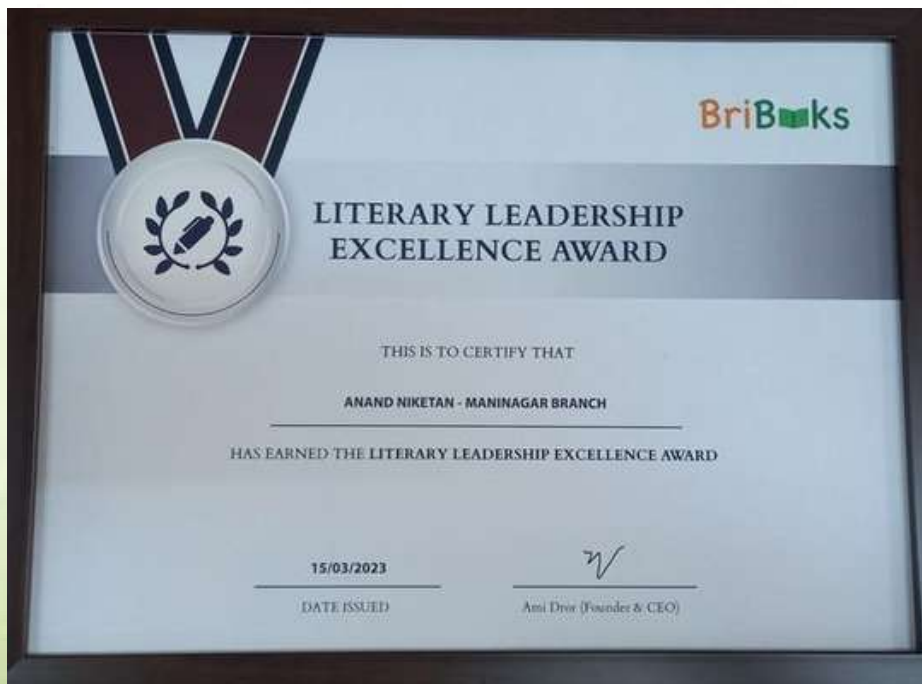 BriBooks
LITERARY LEADERSHIP
EXCELLENCE AWARD
THIS IS TO CERTIFY THAT
ANAND NIKETAN - MANINAGAR BRANCH
HAS EARNED THE LITERARY LEADERSHIP EXCELLENCE AWARD
15/03/2023
DATE ISSUED
Ami Dror (Founder & CEO)